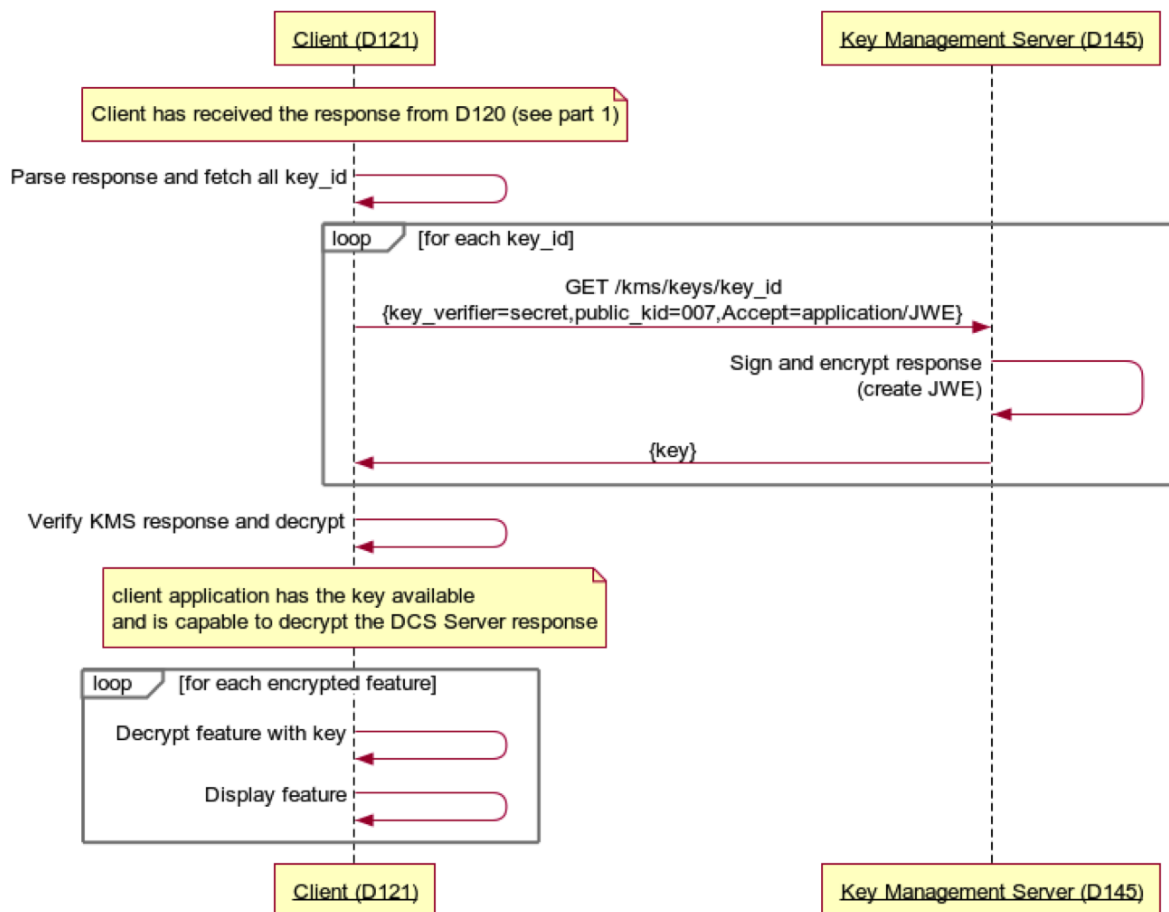 Client (D121)
Key Management Server (D145)
Client has received the response from D120 (see part 1)
Parse response and fetch all key_id
loop
[for each key_id]
GET /kms/keys/key_id
{key_verifier=secret,public_kid=007,Accept=application/JWE}
Sign and encrypt response
(create JWE)
{key}
Verify KMS response and decrypt
client application has the key available
and is capable to decrypt the DCS Server response
loop
[for each encrypted feature]
Decrypt feature with key
Display feature
Client (D121)
Key Management Server (D145)